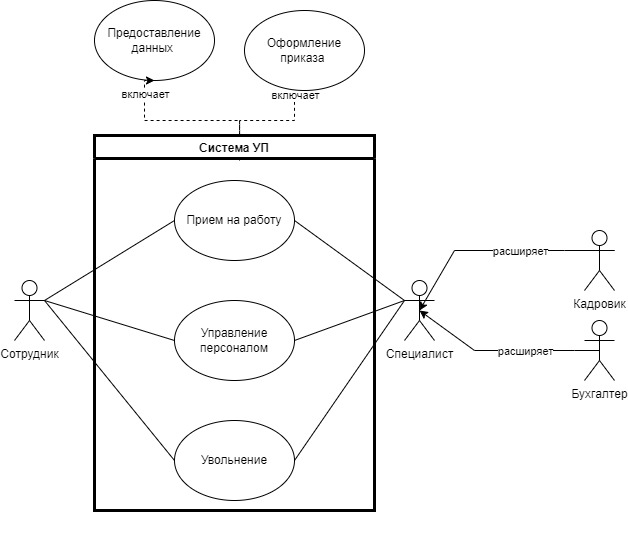 Предоставление
данных
Оформление
приказа
включает
включает
Система УП
Прием на работу
расширяет
Кадровик
Сотрудник
Управление
персоналом
Специалист
расширяет
Бухгалтер
Увольнение